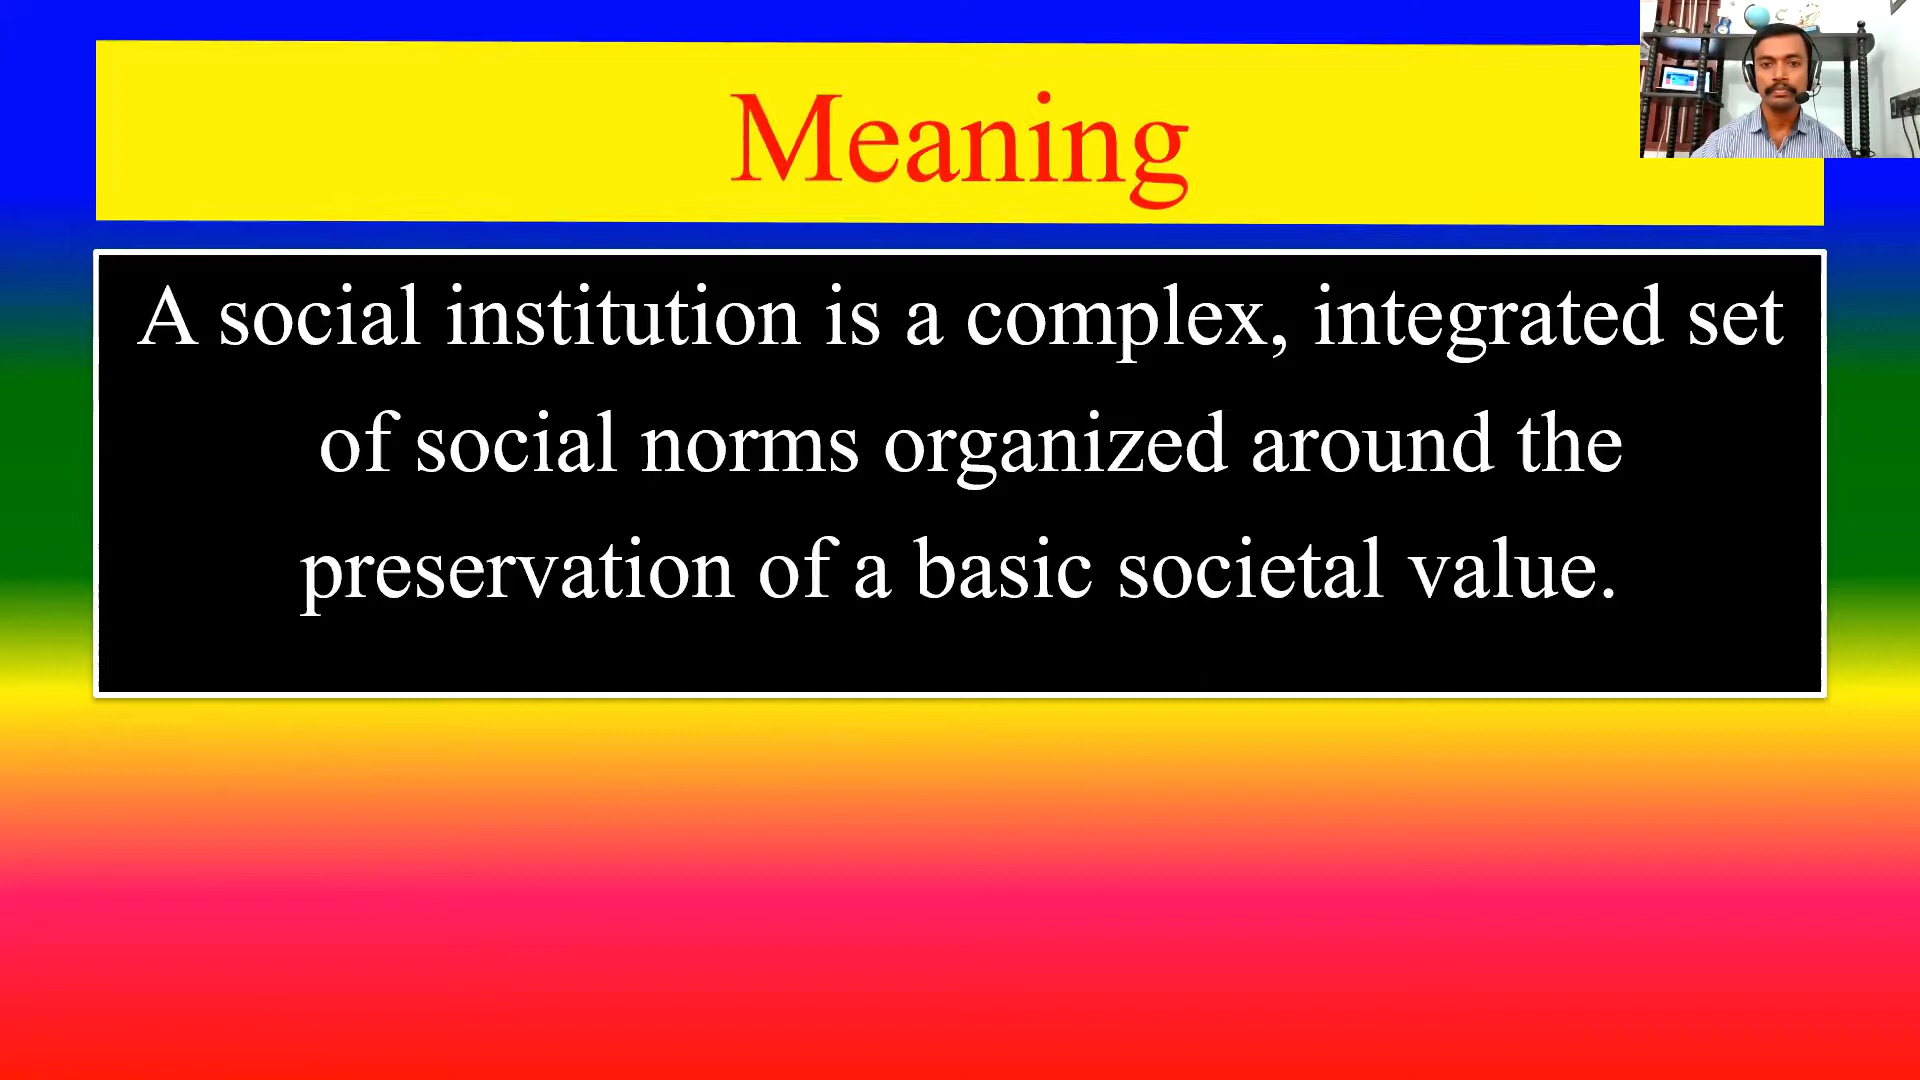 Meaning
A social institution is a complex, integrated set
of social norms organized around the
preservation of a basic societal value.